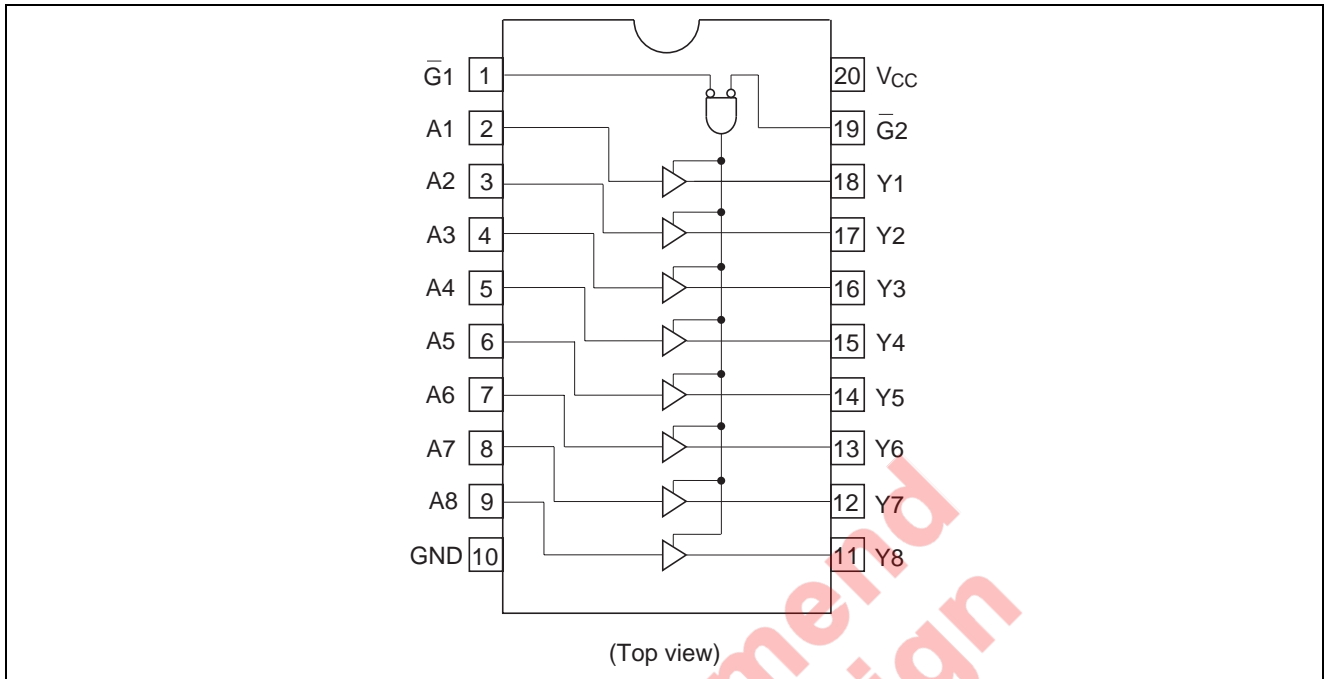 G̅1 1 20 VCC
A1 2 19 G̅2
A2 3 18 Y1
A3 4 17 Y2
A4 5 16 Y3
A5 6 15 Y4
A6 7 14 Y5
A7 8 13 Y6
A8 9 12 Y7
GND 10 11 Y8
(Top view)